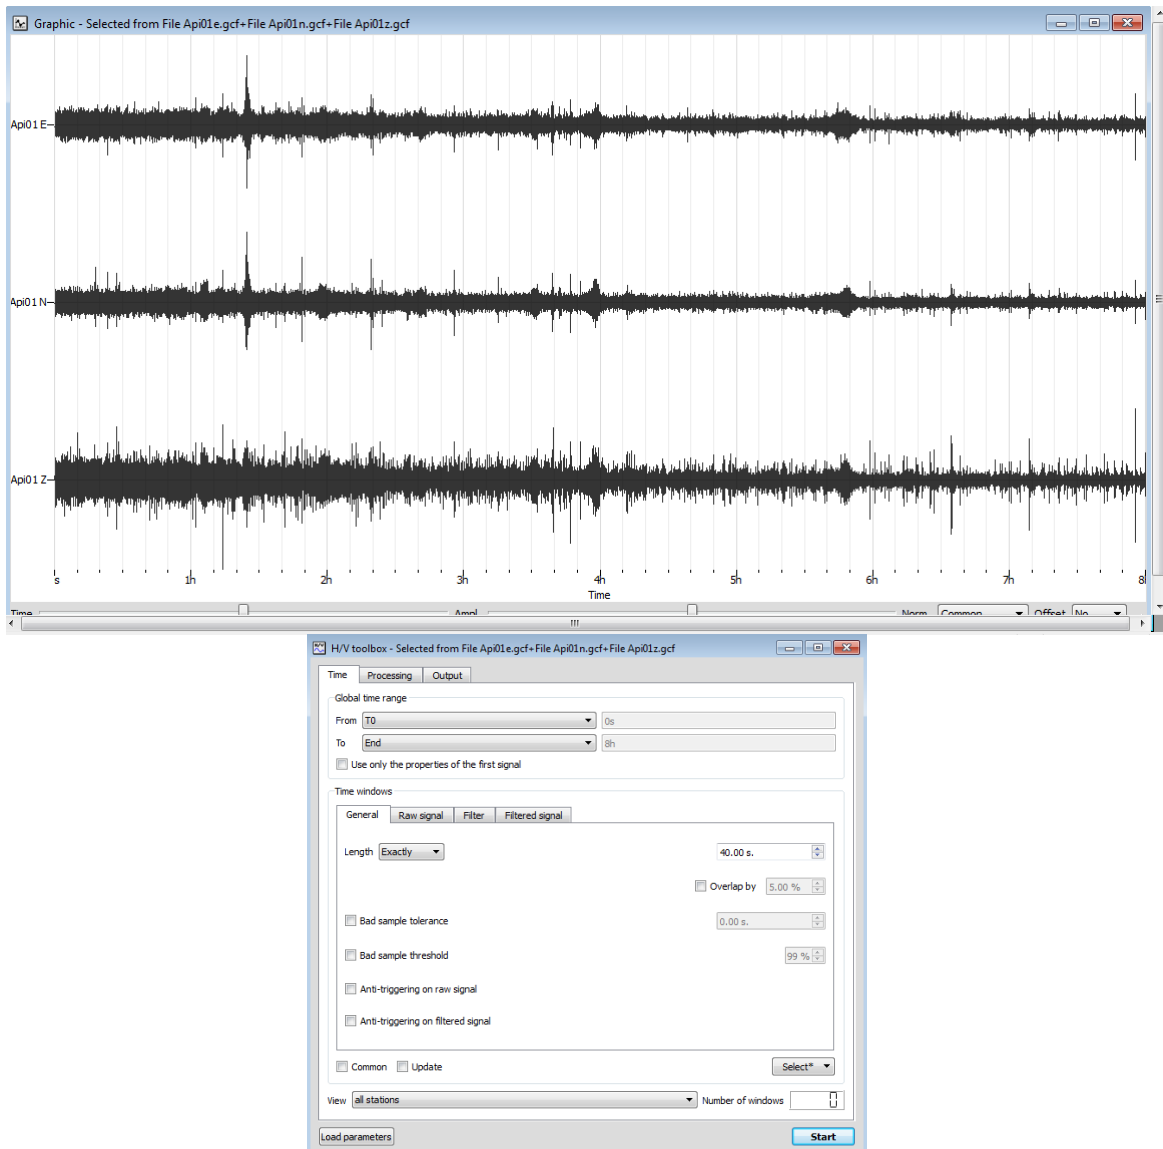 Graphic - Selected from File Api01e.gcf+File Api01n.gcf+File Api01z.gcf
Api01 E
Api01 N
Api01 Z
s 1h 2h 3h 4h 5h 6h 7h 8h
Time
Time Ampl Norm Common Offset No
H/V toolbox - Selected from File Api01e.gcf+File Api01n.gcf+File Api01z.gcf
Time Processing Output
Global time range
From T0 0s
To End 8h
Use only the properties of the first signal
Time windows
General Raw signal Filter Filtered signal
Length Exactly 40.00 s.
Overlap by 5.00 %
Bad sample tolerance 0.00 s.
Bad sample threshold 99 %
Anti-triggering on raw signal
Anti-triggering on filtered signal
Common Update Select*
View all stations Number of windows 0
Load parameters Start